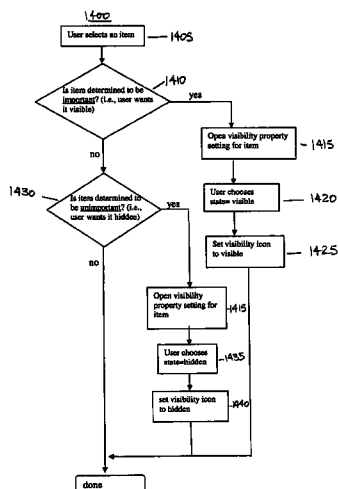 1400
User selects an item
1405
1410
Is item determined to be
important? (i.e., user wants
it visible)
yes
no
Open visibility property
setting for item
1415
User chooses
state= visible
1420
Set visibility icon
to visible
1425
1430
Is item determined to
be unimportant? (i.e.,
user wants it hidden)
yes
no
Open visibility
property setting for
item
1415
User chooses
state=hidden
1435
set visibility icon
to hidden
1440
done